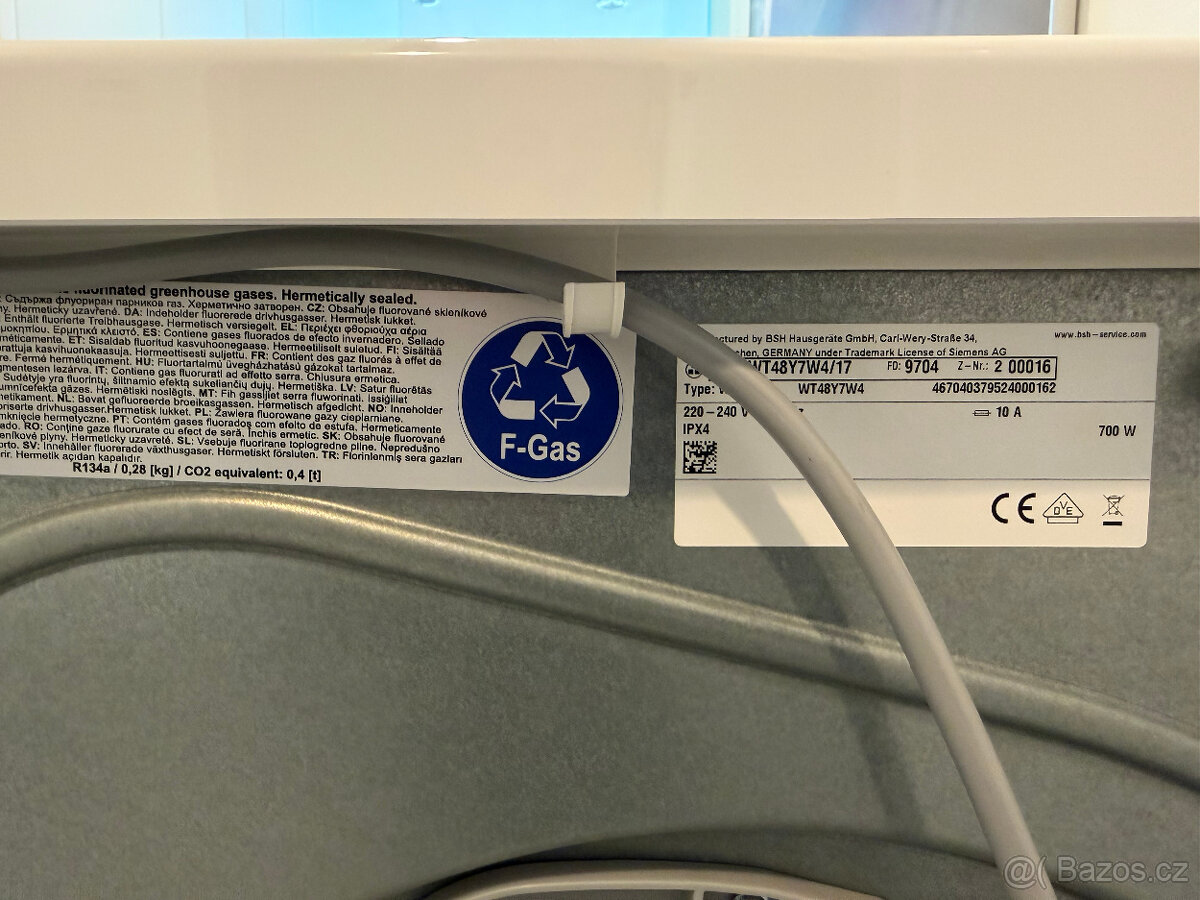 fluorinated greenhouse gases. Hermetically sealed.
Съдържа флуориран парников газ. Херметично затворен. CZ: Obsahuje fluorované skleníkové
plyny. Hermeticky uzavřené. DA: Indeholder fluorerede drivhusgasser. Hermetisk lukket.
Enthält fluorierte Treibhausgase. Hermetisch versiegelt. EL: Περιέχει φθοριούχα αέρια
Ερμητικά κλειστό. ES: Contiene gases fluorados de efecto invernadero. Sellado
ET: Sisaldab fluoritud kasvuhoonegaase. Hermeetiliselt suletud. FI: Sisältää
kasvihuonekaasuja. Hermeettisesti suljettu. FR: Contient des gaz fluorés à effet de
Fermé hermétiquement. HU: Fluortartalmú üvegházhatású gázokat tartalmaz.
lezárva. IT: Contiene gas fluorurati ad effetto serra. Chiusura ermetica.
Sudėtyje yra fluorintų, šiltnamio efektą sukeliančių dujų. Hermetiška. LV: Satur fluorētās
gāzes. Hermētiski noslēgts. MT: Fih gassijiet serra fluworinati. Issiġillat
NL: Bevat gefluoreerde broeikasgassen. Hermetisch afgedicht. NO: Inneholder
drivhusgasser. Hermetisk lukket. PL: Zawiera fluorowane gazy cieplarniane.
hermetyczne. PT: Contém gases fluorados com efeito de estufa. Hermeticamente
RO: Conține gaze fluorurate cu efect de seră. Închis ermetic. SK: Obsahuje fluorované
plyny. Hermeticky uzavreté. SL: Vsebuje fluorirane toplogredne pline. Nepredušno
SV: Innehåller fluorerade växthusgaser. Hermetiskt försluten. TR: Florinlenmiş sera gazları
Hermetik açıdan kapalıdır.
R134a / 0,28 [kg] / CO2 equivalent: 0,4 [t]
F-Gas
www.bsh-service.com
by BSH Hausgeräte GmbH, Carl-Wery-Straße 34,
GERMANY under Trademark License of Siemens AG
WT48Y7W4/17 FD: 9704 Z-Nr.: 2 00016
Type: WT48Y7W4 467040379524000162
220-240 V 10 A
IPX4 700 W
CE DVE
@( Bazos.cz